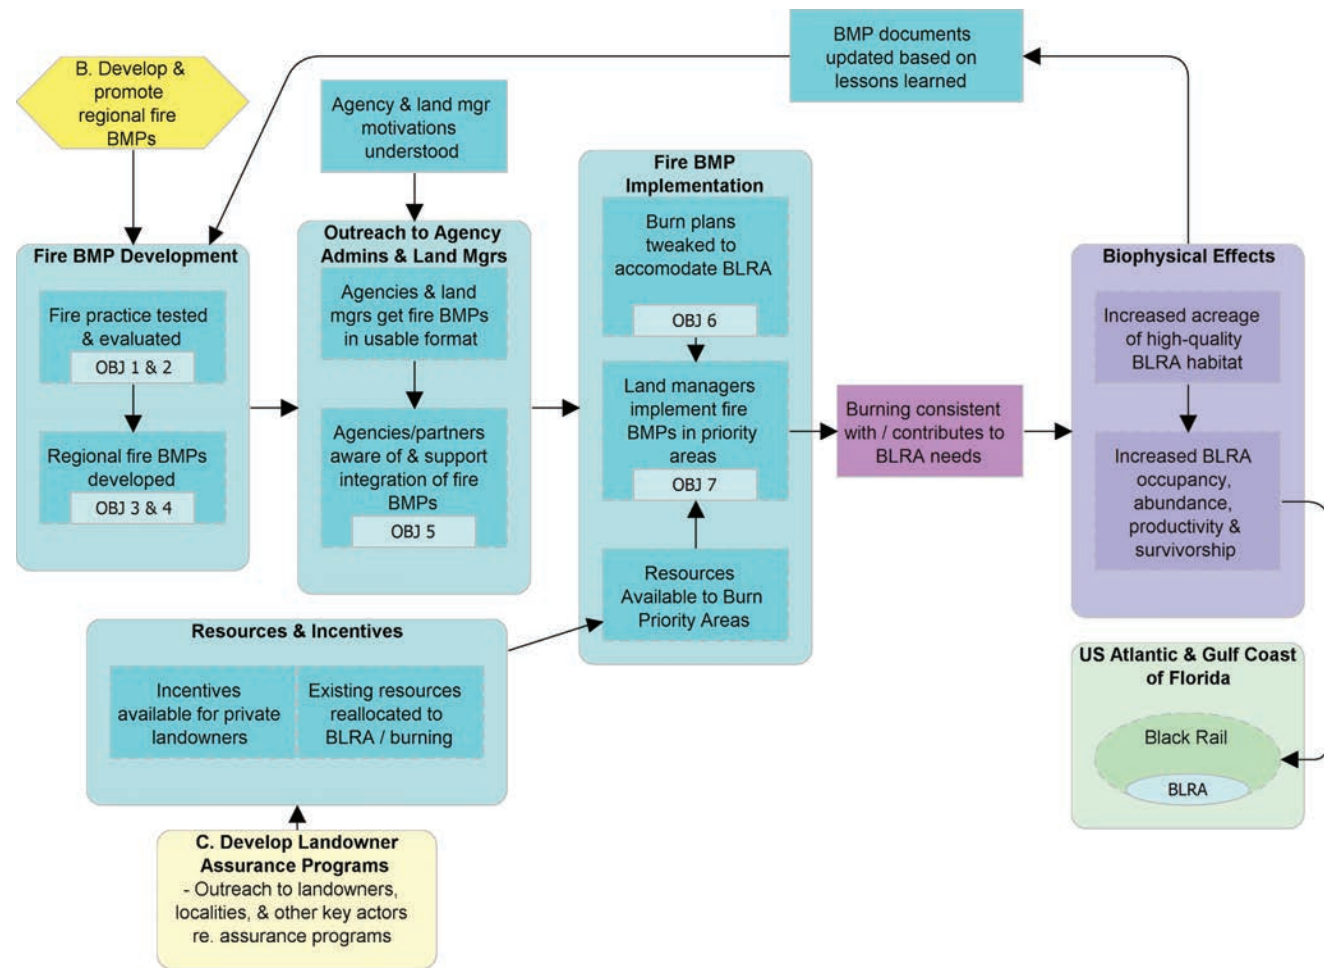 BMP documents
updated based on
lessons learned
B. Develop &
promote
regional fire
BMPs
Agency & land mgr
motivations
understood
Fire BMP Development
Fire practice tested
& evaluated
OBJ 1 & 2
Regional fire BMPs
developed
OBJ 3 & 4
Outreach to Agency
Admins & Land Mgrs
Agencies & land
mgrs get fire BMPs
in usable format
Agencies/partners
aware of & support
integration of fire
BMPs
OBJ 5
Fire BMP
Implementation
Burn plans
tweaked to
accomodate BLRA
OBJ 6
Land managers
implement fire
BMPs in priority
areas
OBJ 7
Resources
Available to Burn
Priority Areas
Burning consistent
with / contributes to
BLRA needs
Biophysical Effects
Increased acreage
of high-quality
BLRA habitat
Increased BLRA
occupancy,
abundance,
productivity &
survivorship
Resources & Incentives
Incentives
available for private
landowners
Existing resources
reallocated to
BLRA / burning
US Atlantic & Gulf Coast
of Florida
Black Rail
BLRA
C. Develop Landowner
Assurance Programs
- Outreach to landowners,
localities, & other key actors
re. assurance programs